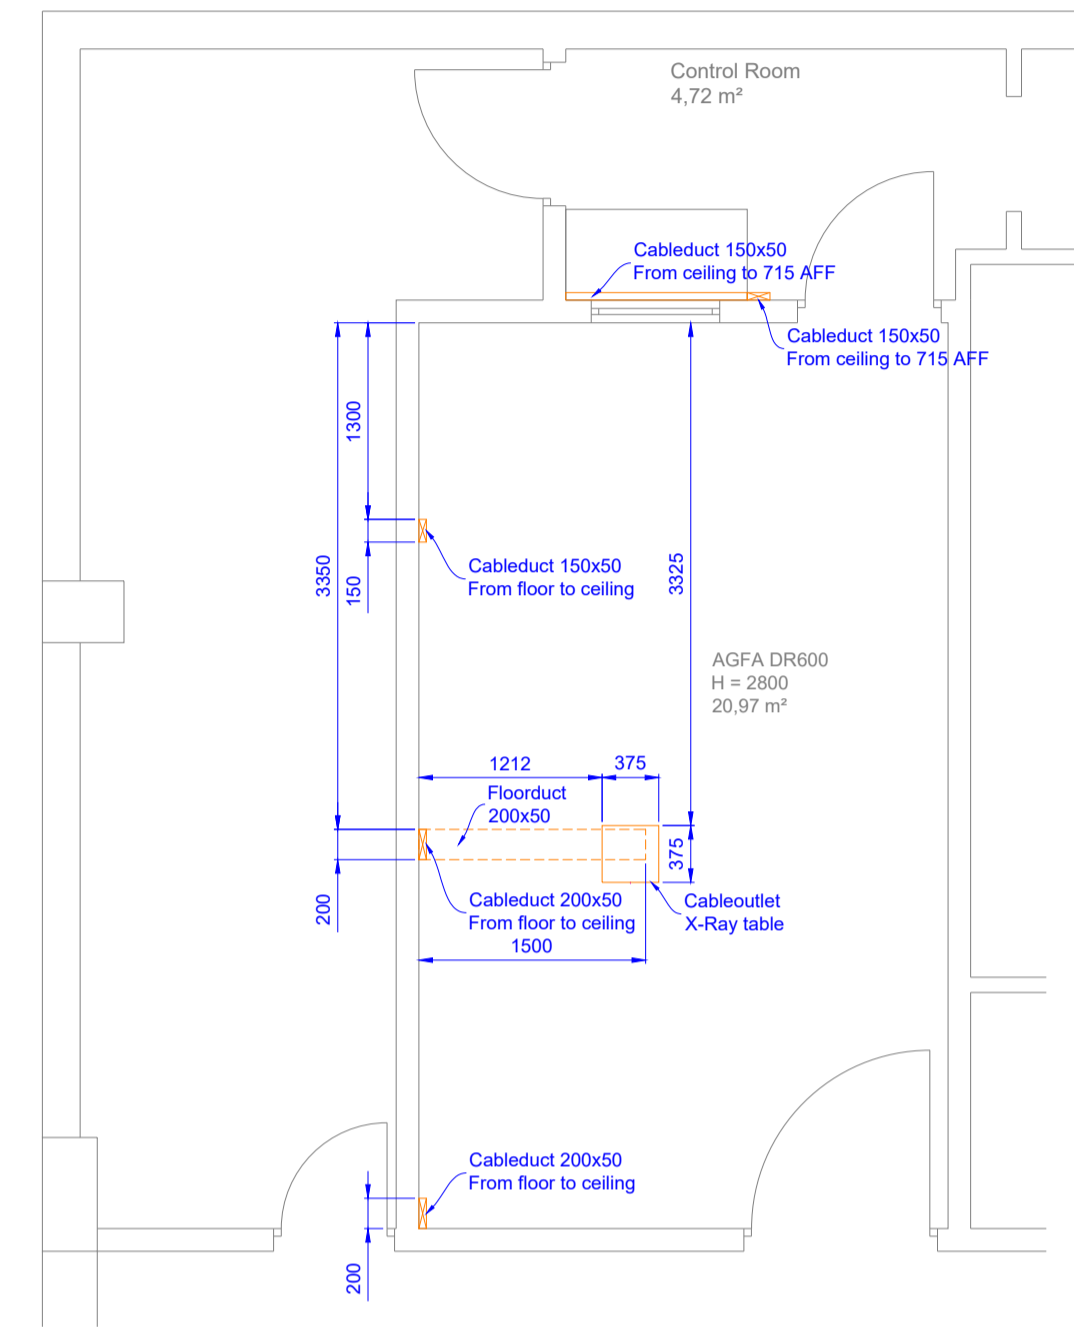 Control Room
4,72 m²
Cableduct 150x50
From ceiling to 715 AFF
Cableduct 150x50
From ceiling to 715 AFF
1300
3350
150
Cableduct 150x50
From floor to ceiling
3325
AGFA DR600
H = 2800
20,97 m²
1212
375
Floorduct
200x50
375
200
Cableduct 200x50
From floor to ceiling
Cableoutlet
X-Ray table
1500
Cableduct 200x50
From floor to ceiling
200